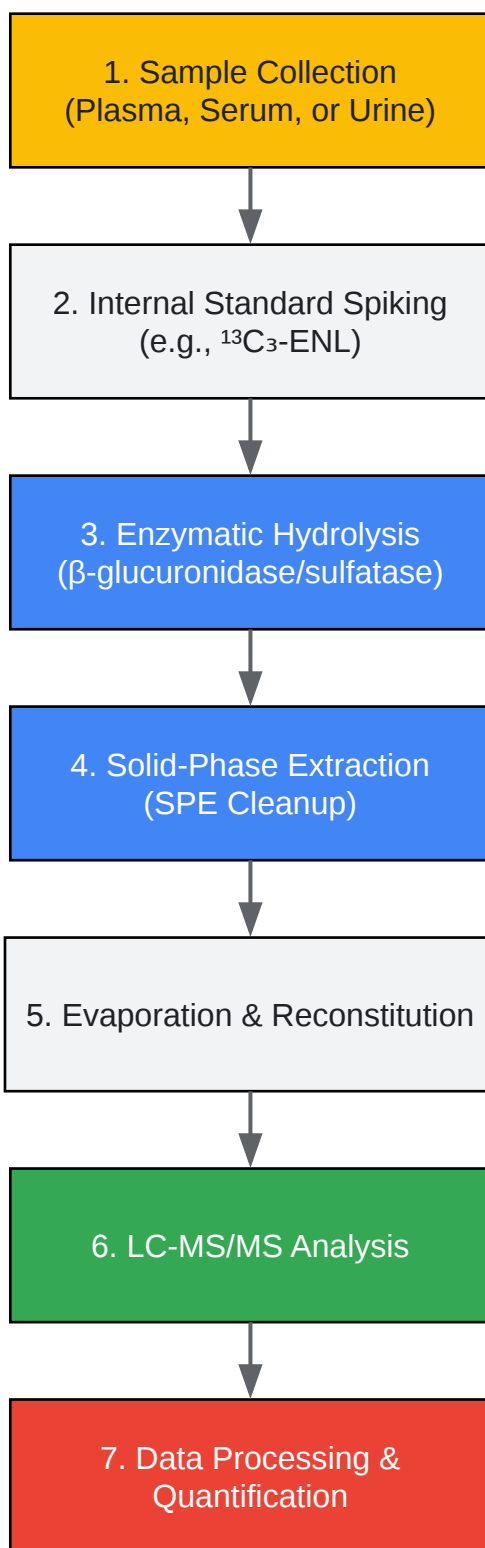 1. Sample Collection
(Plasma, Serum, or Urine)
2. Internal Standard Spiking
(e.g., ¹³C₃-ENL)
3. Enzymatic Hydrolysis
(β-glucuronidase/sulfatase)
4. Solid-Phase Extraction
(SPE Cleanup)
5. Evaporation & Reconstitution
6. LC-MS/MS Analysis
7. Data Processing &
Quantification